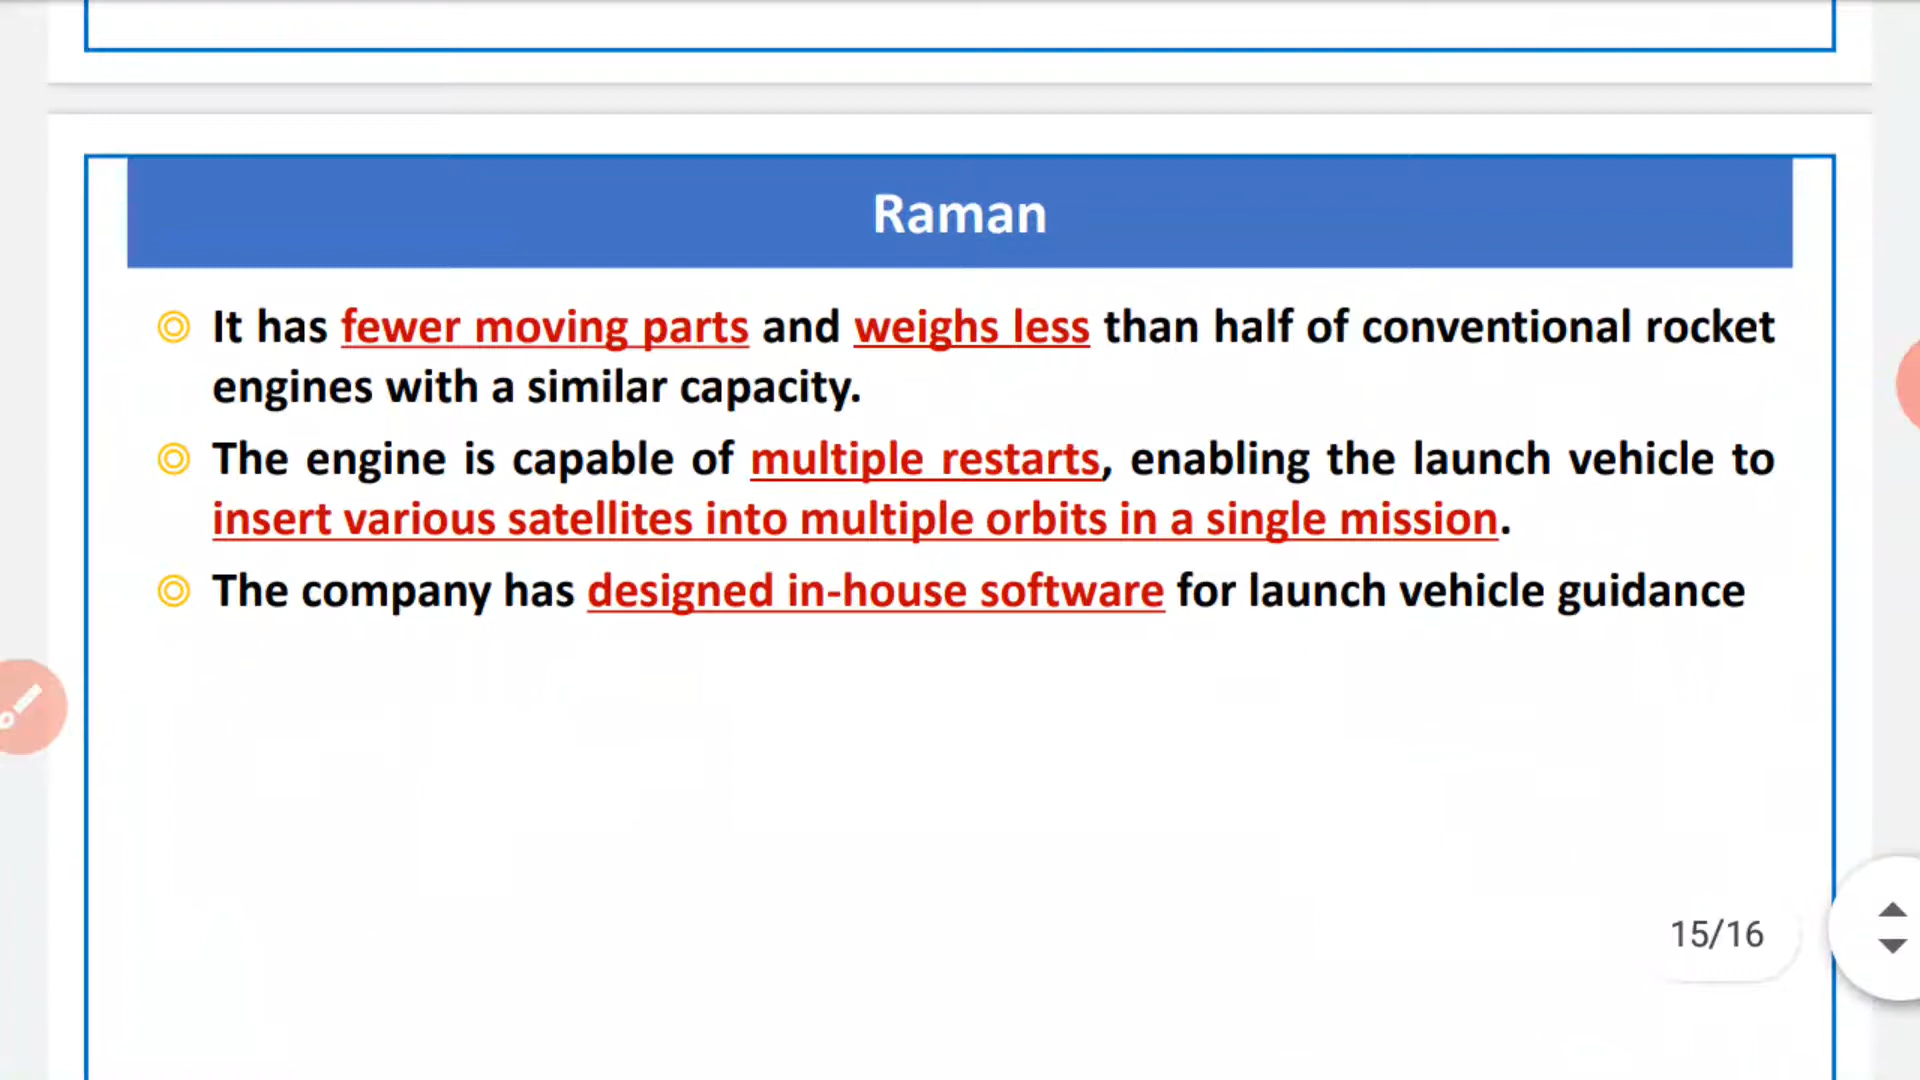 Raman
It has fewer moving parts and weighs less than half of conventional rocket
engines with a similar capacity.
The engine is capable of multiple restarts, enabling the launch vehicle to
insert various satellites into multiple orbits in a single mission.
The company has designed in-house software for launch vehicle guidance
15/16